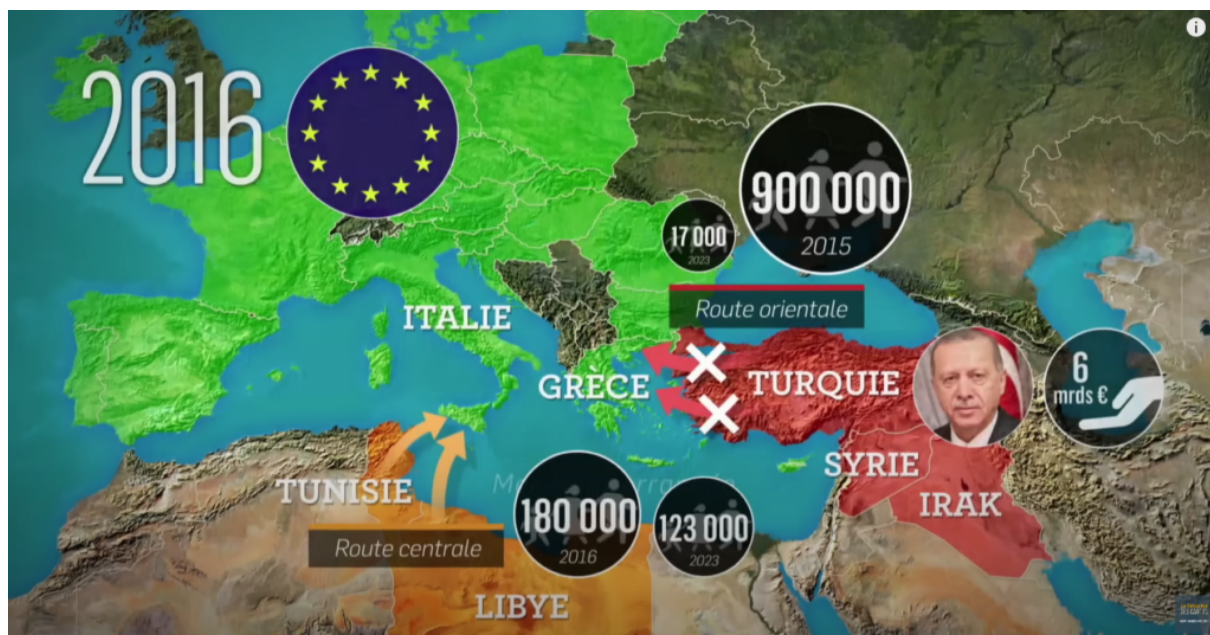 2016
900 000
2015
17 000
2023
Route orientale
ITALIE
GRÈCE
TURQUIE
6
mrds €
SYRIE
IRAK
TUNISIE
180 000
2016
123 000
2023
Route centrale
LIBYE